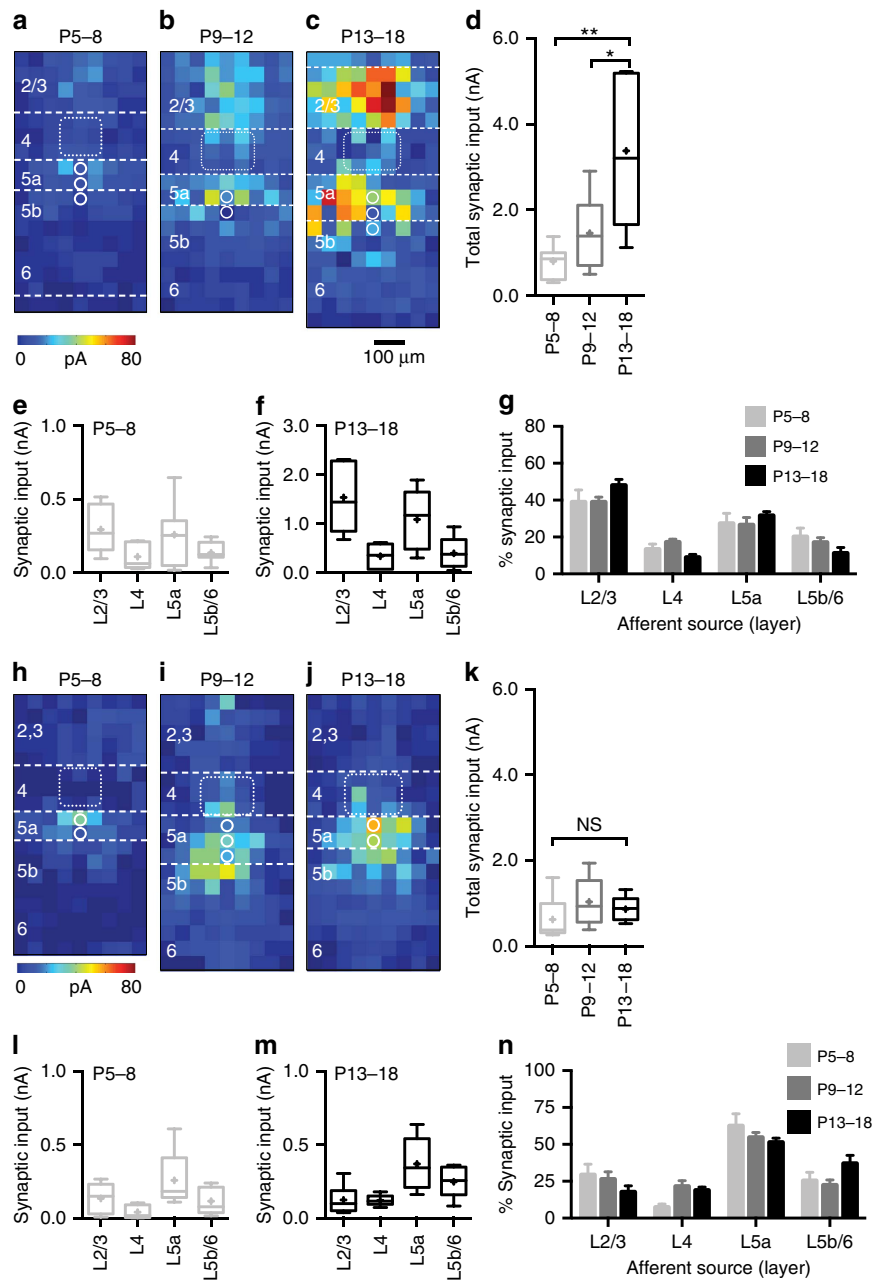 a
P5–8
2/3
4
5a
5b
6
0
80
pA
b
P9–12
2/3
4
5a
5b
6
c
P13–18
2/3
4
5a
5b
6
100 µm
d
Total synaptic input (nA)
6.0
4.0
2.0
0.0
**
*
P5–8
P9–12
P13–18
e
P5–8
Synaptic input (nA)
1.0
0.5
0.0
L2/3
L4
L5a
L5b/6
f
P13–18
3.0
2.0
1.0
0.0
L2/3
L4
L5a
L5b/6
g
% synaptic input
80
60
40
20
0
P5–8
P9–12
P13–18
L2/3
L4
L5a
L5b/6
Afferent source (layer)
h
P5–8
2,3
4
5a
5b
6
0
80
pA
i
P9–12
2,3
4
5a
5b
6
j
P13–18
2,3
4
5a
5b
6
k
Total synaptic input (nA)
6.0
4.0
2.0
0.0
NS
P5–8
P9–12
P13–18
l
P5–8
Synaptic input (nA)
1.0
0.5
0.0
L2/3
L4
L5a
L5b/6
m
P13–18
Synaptic input (nA)
1.0
0.5
0.0
L2/3
L4
L5a
L5b/6
n
% Synaptic input
100
75
50
25
0
P5–8
P9–12
P13–18
L2/3
L4
L5a
L5b/6
Afferent source (layer)